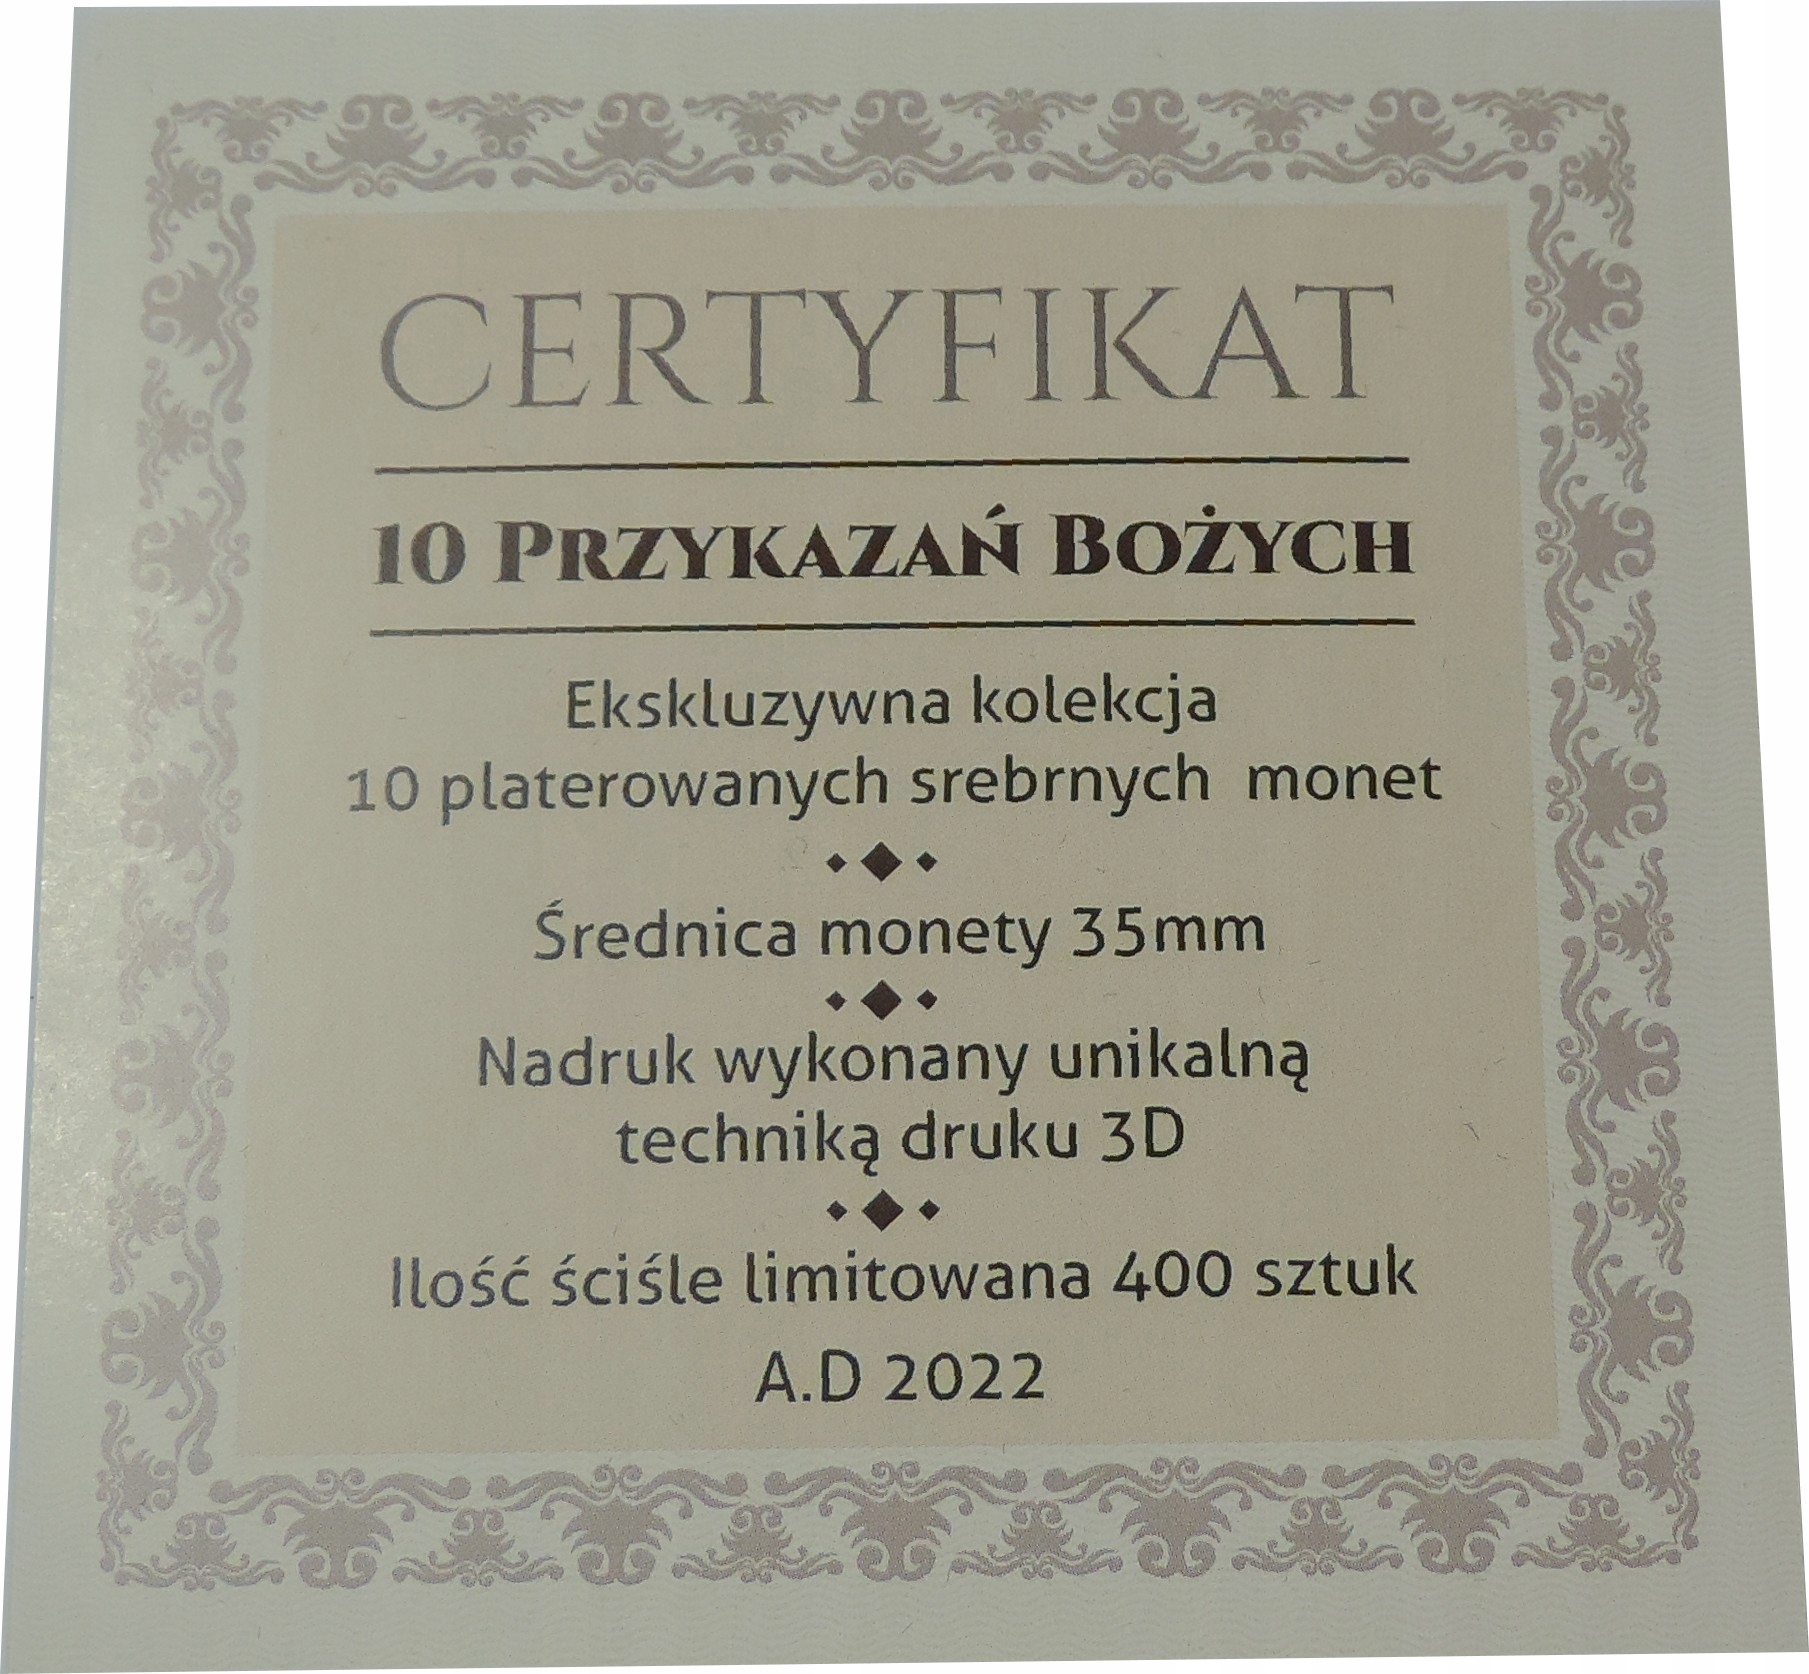 CERTYFIKAT
10 PRZYKAZAŃ BOŻYCH
Ekskluzywna kolekcja
10 platerowanych srebrnych monet
Średnica monety 35mm
Nadruk wykonany unikalną
techniką druku 3D
Ilość ściśle limitowana 400 sztuk
A.D 2022